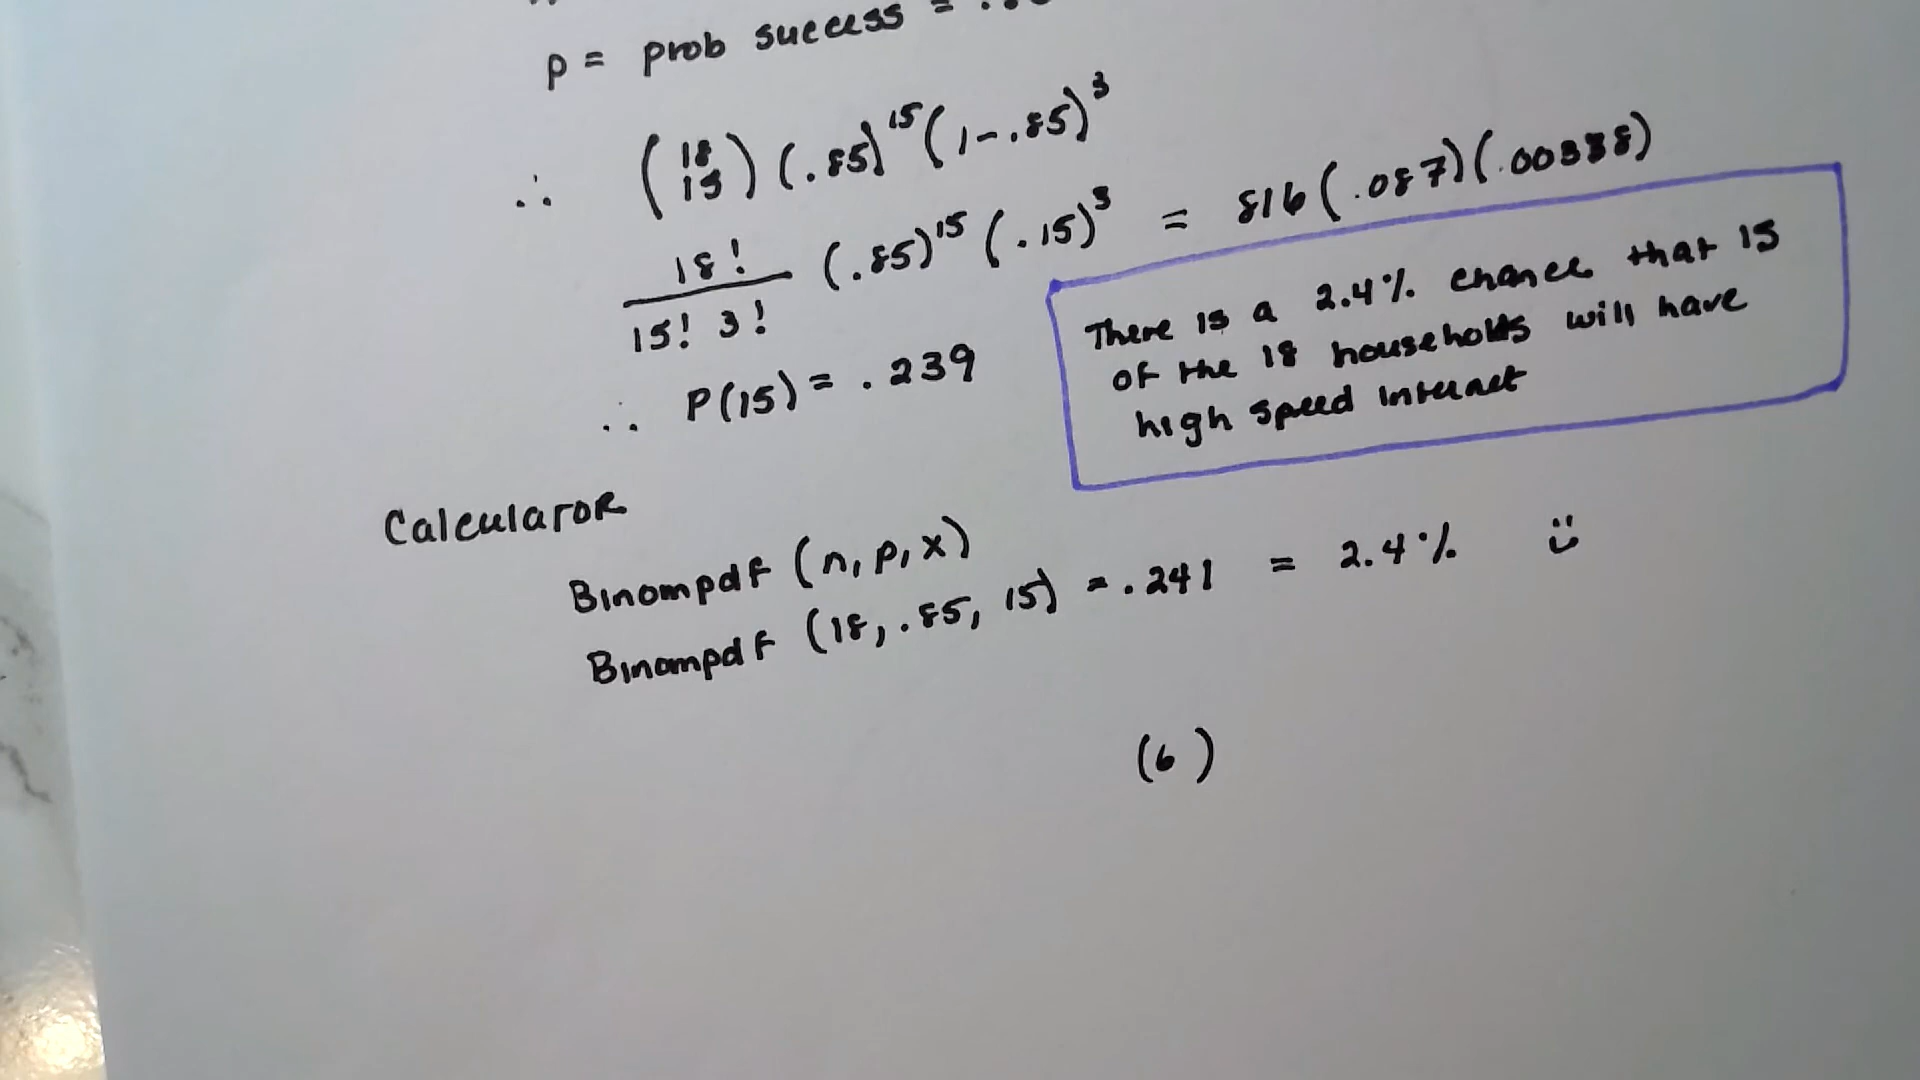 p = prob success =
∴ (18 15) (.85)^15 (1-.85)^3
18! / 15! 3! (.85)^15 (.15)^3 = 816 (.087)(.00338)
∴ P(15) = .239
There is a 2.4% chance that 15
of the 18 households will have
high speed internet
Calculator
Binompdf (n, p, x)
Binompdf (18, .85, 15) = .241 = 2.4% :)
(6)